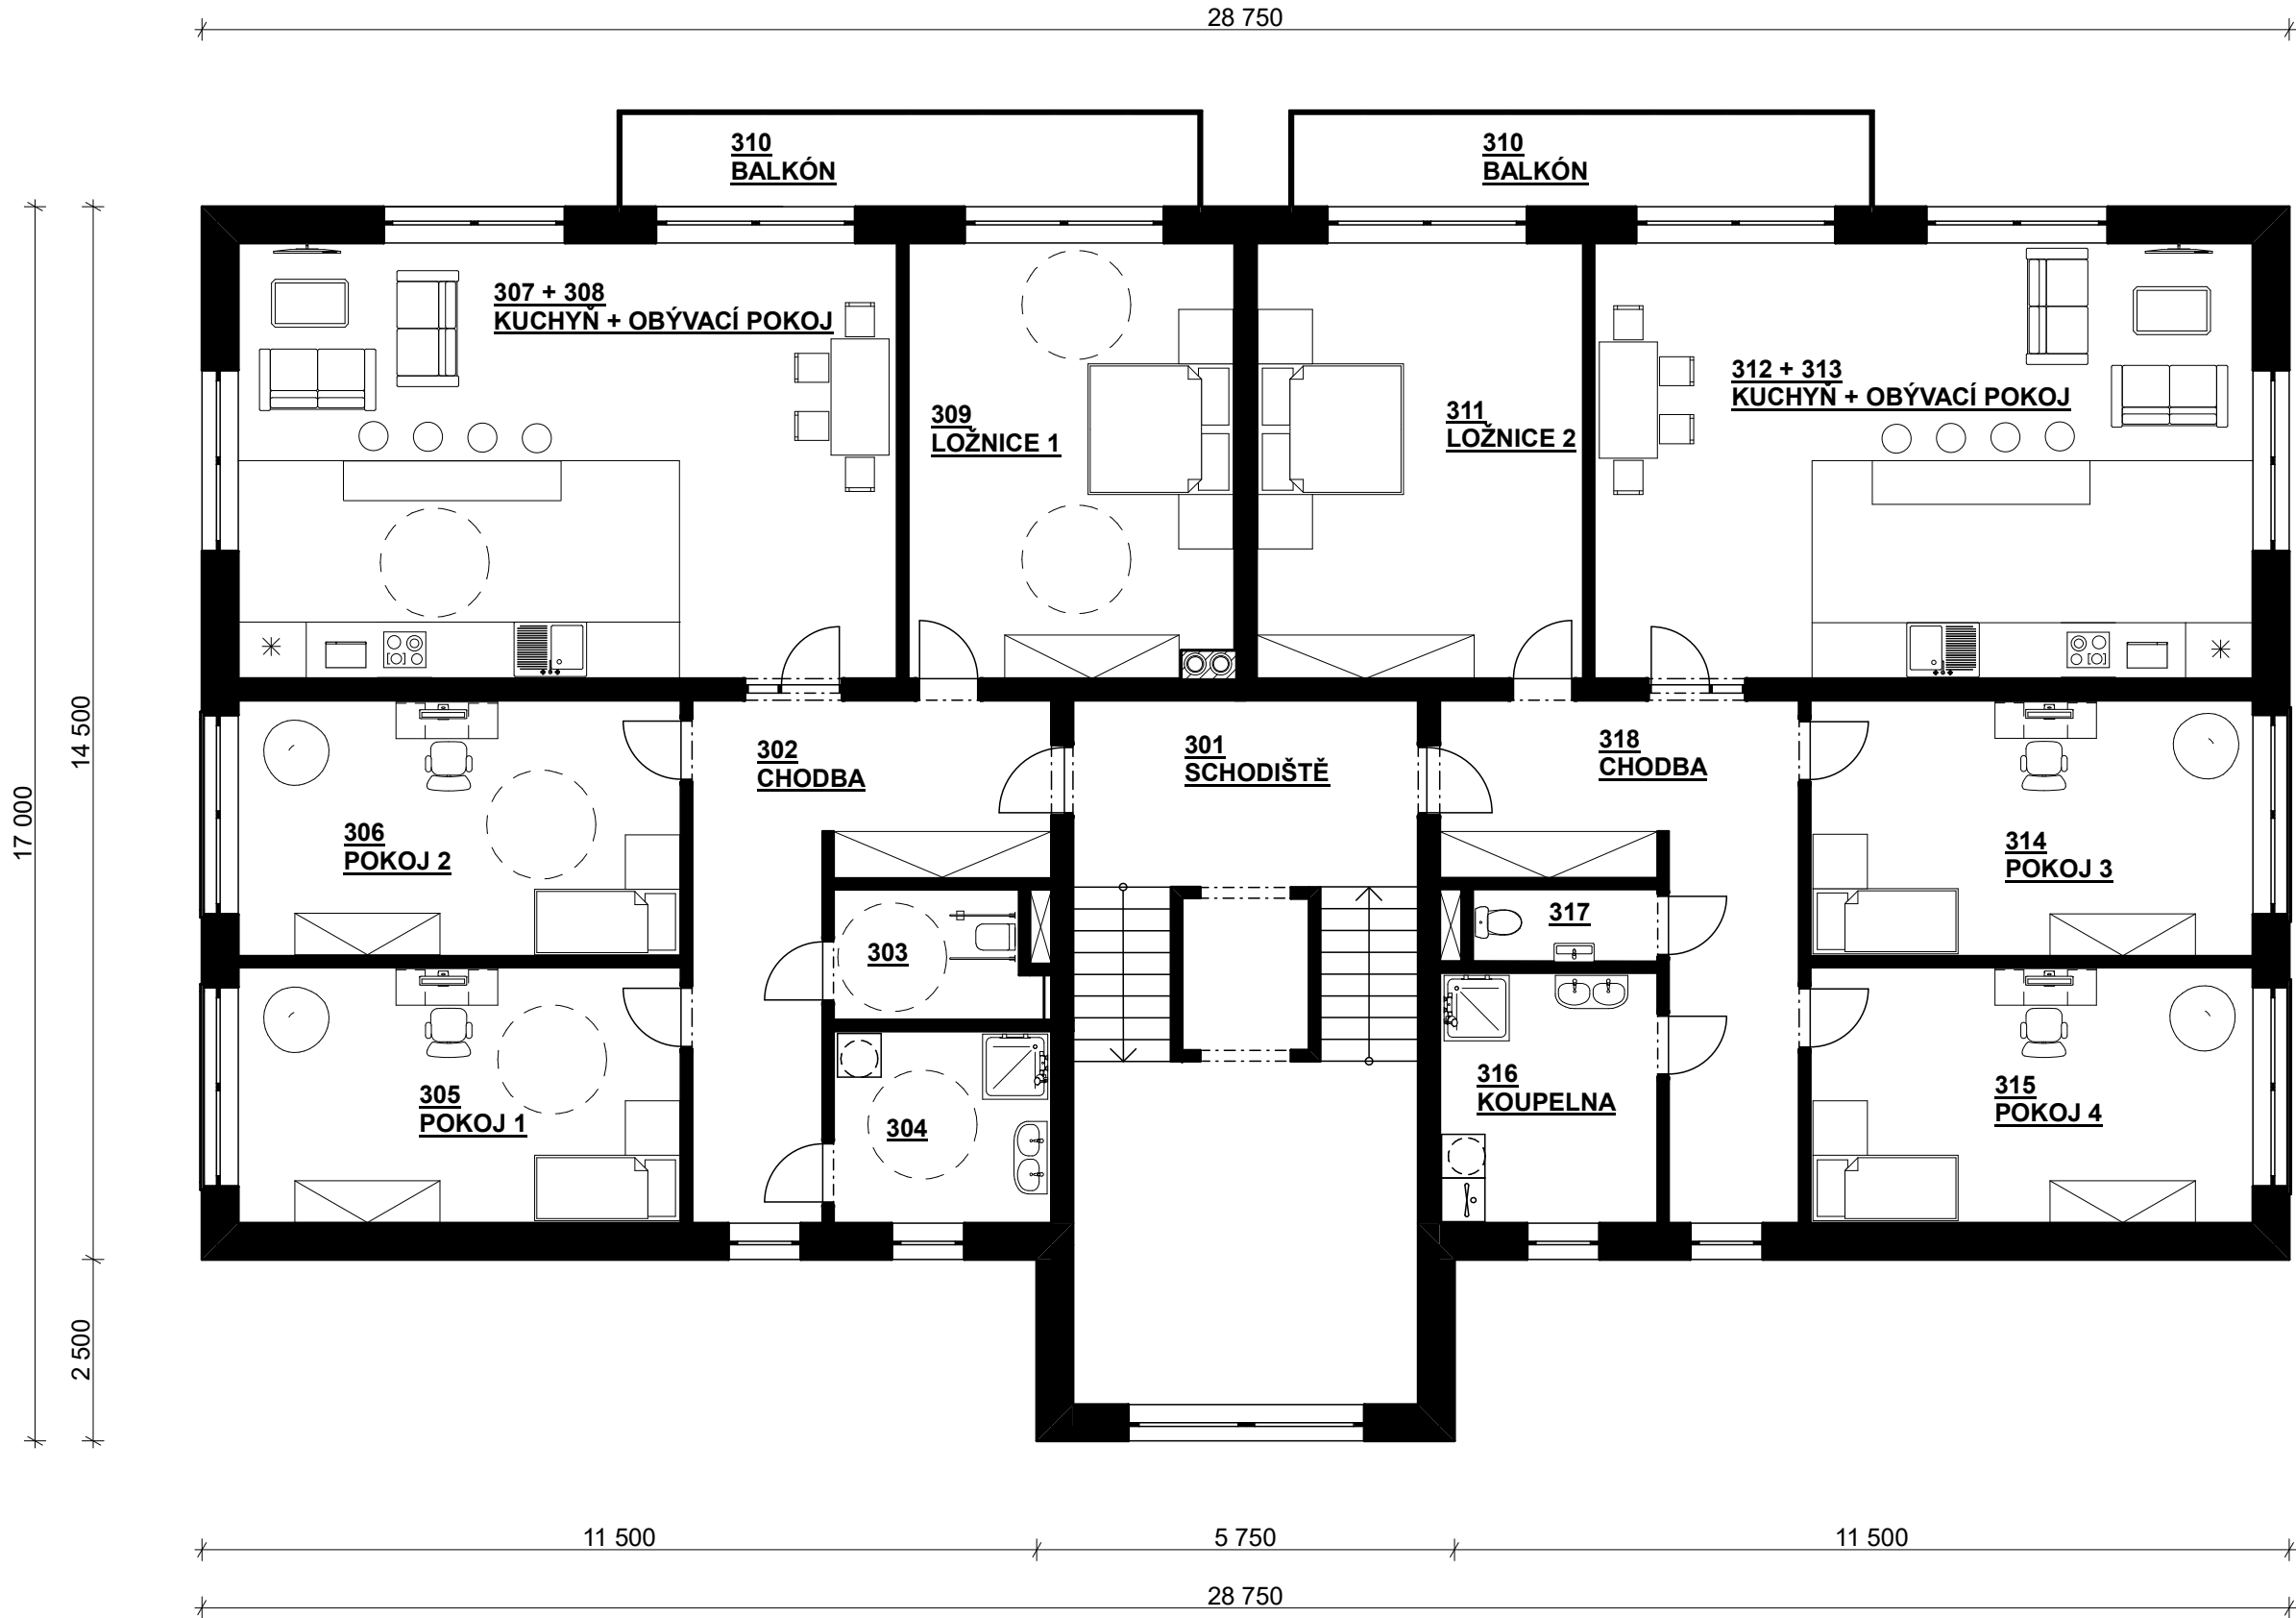 28 750
310
BALKÓN
310
BALKÓN
307 + 308
KUCHYŇ + OBÝVACÍ POKOJ
312 + 313
KUCHYŇ + OBÝVACÍ POKOJ
309
LOŽNICE 1
311
LOŽNICE 2
17 000
14 500
302
CHODBA
301
SCHODIŠTĚ
318
CHODBA
306
POKOJ 2
314
POKOJ 3
303
317
305
POKOJ 1
304
316
KOUPELNA
315
POKOJ 4
2 500
11 500
5 750
11 500
28 750